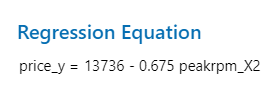 Regression Equation
price_y = 13736 - 0.675 peakrpm_X2